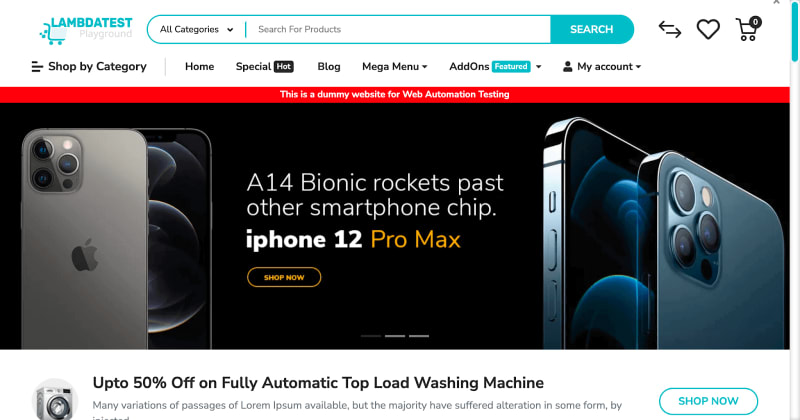 LAMBDATEST
Playground
All Categories
Search For Products
SEARCH
0
Shop by Category
Home
Special Hot
Blog
Mega Menu
AddOns Featured
My account
This is a dummy website for Web Automation Testing
A14 Bionic rockets past
other smartphone chip.
iphone 12 Pro Max
SHOP NOW
Upto 50% Off on Fully Automatic Top Load Washing Machine
Many variations of passages of Lorem Ipsum available, but the majority have suffered alteration in some form, by
SHOP NOW